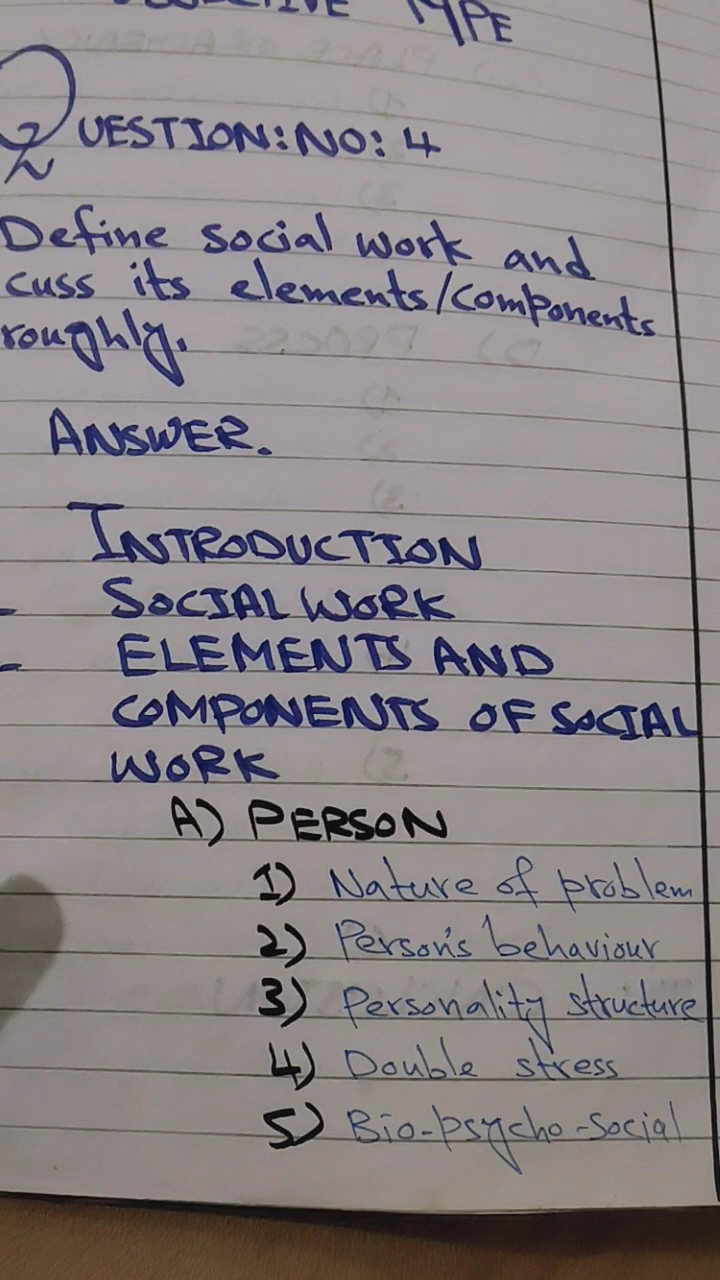 TYPE
QUESTION:NO: 4
Define social work and
cuss its elements/components
roughly.
ANSWER.
INTRODUCTION
SOCIAL WORK
ELEMENTS AND
COMPONENTS OF SOCIAL
WORK
A) PERSON
1) Nature of problem
2) Person's behaviour
3) Personality structure
4) Double stress
5) Bio-psycho-social